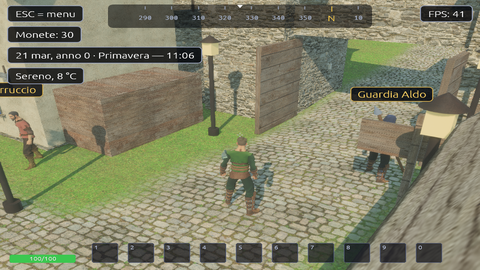 ESC = menu
Monete: 30
21 mar, anno 0 · Primavera — 11:06
Sereno, 8 °C
290 300 310 320 330 340 350 N 10
FPS: 41
rruccio
Guardia Aldo
100/100
1 2 3 4 5 6 7 8 9 0